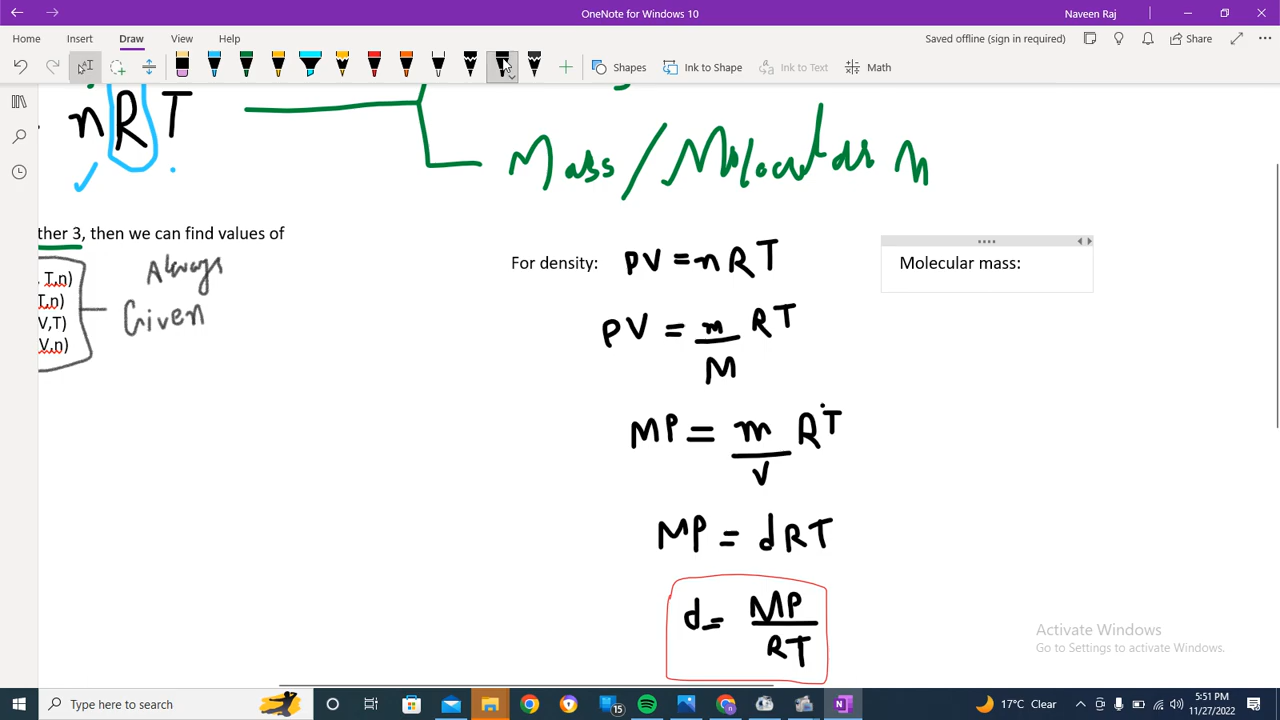 OneNote for Windows 10
Naveen Raj
Home Insert Draw View Help
Saved offline (sign in required)
Share
Shapes
Ink to Shape
Ink to Text
Math
nRT
Mass/Molecular M
ther 3, then we can find values of
, T,n)
T,n)
V,T)
V,n)
Always
Given
For density: PV = nRT
PV = m/M RT
MP = m/V RT
MP = dRT
d = MP/RT
Molecular mass:
Activate Windows
Go to Settings to activate Windows.
Type here to search
15
17°C Clear
5:51 PM
11/27/2022